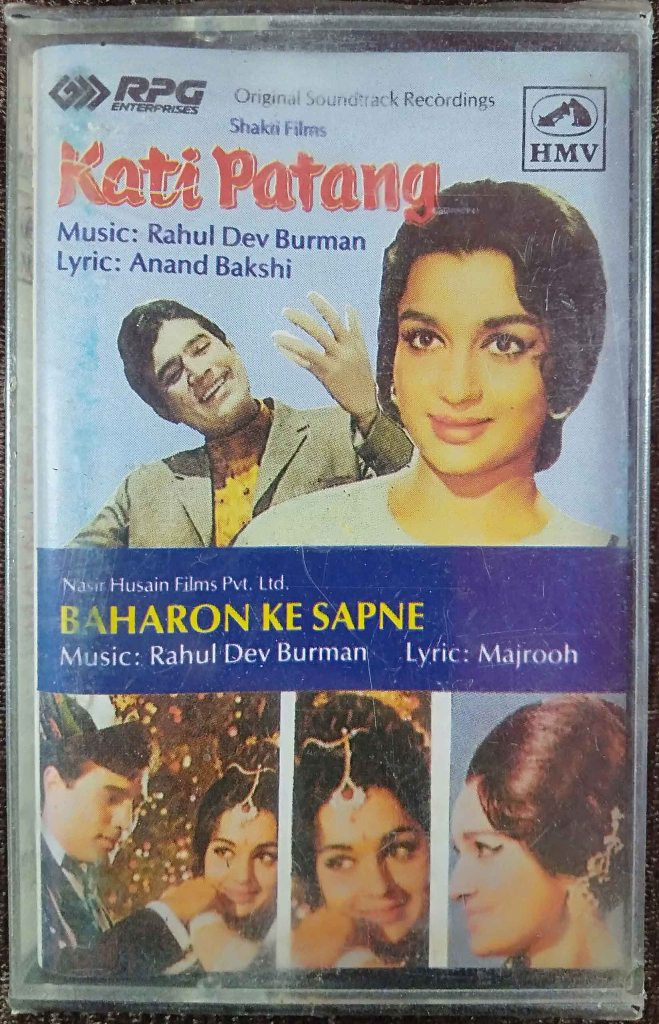 RPG
ENTERPRISES
Original Soundtrack Recordings
HMV
Shakti Films
Kati Patang
Music: Rahul Dev Burman
Lyric: Anand Bakshi
Nasir Husain Films Pvt. Ltd.
BAHARON KE SAPNE
Music: Rahul Dev Burman Lyric: Majrooh